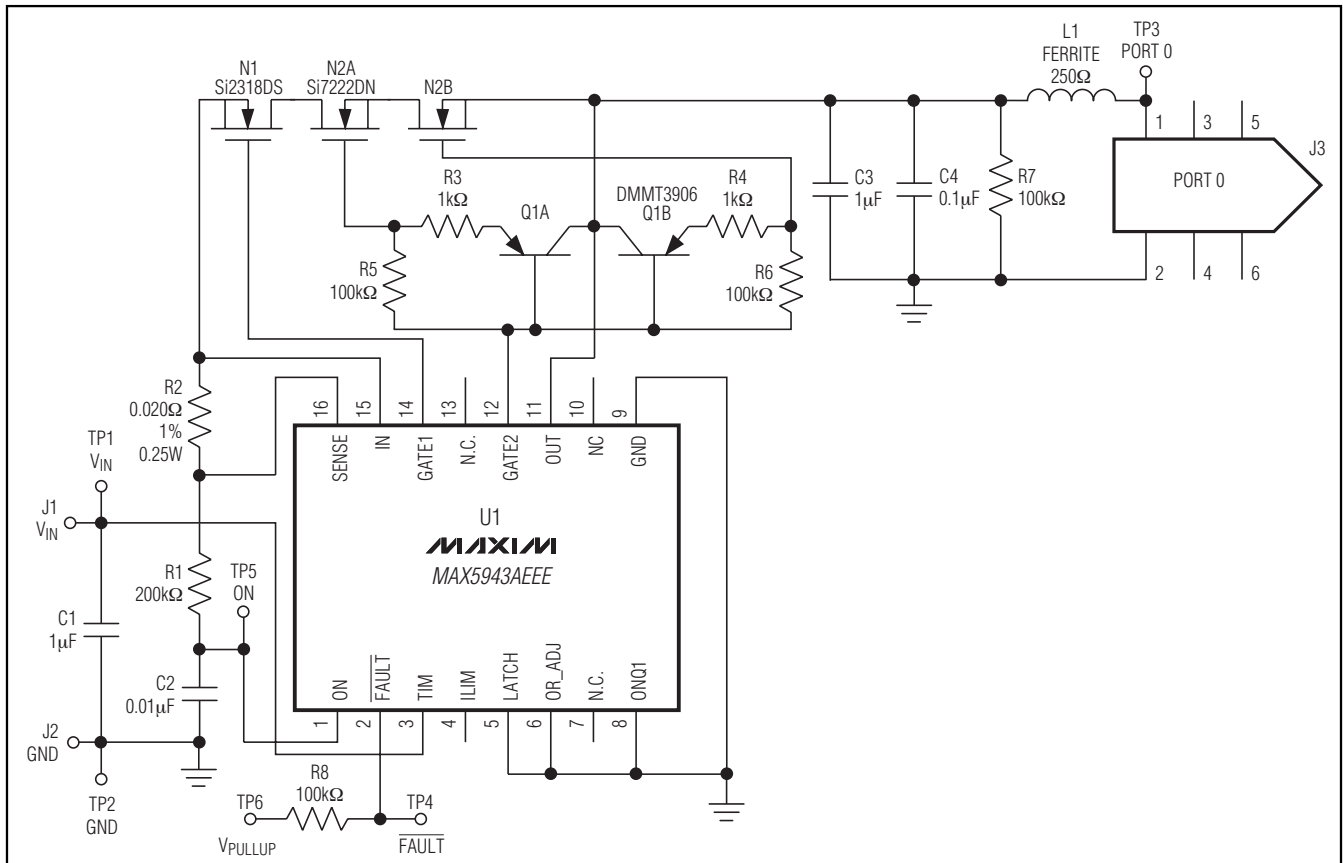 L1
FERRITE
250Ω
TP3
PORT 0
N1
Si2318DS
N2A
Si7222DN
N2B
1
3
5
J3
PORT 0
2
4
6
C3
1µF
C4
0.1µF
R7
100kΩ
R3
1kΩ
Q1A
DMMT3906
Q1B
R4
1kΩ
R5
100kΩ
R6
100kΩ
R2
0.020Ω
1%
0.25W
TP1
VIN
J1
VIN
R1
200kΩ
TP5
ON
C1
1µF
C2
0.01µF
J2
GND
TP2
GND
16
15
14
13
12
11
10
9
SENSE
IN
GATE1
N.C.
GATE2
OUT
NC
GND
U1
MAXIM
MAX5943AEEE
ON
FAULT
TIM
ILIM
LATCH
OR_ADJ
N.C.
ONQ1
1
2
3
4
5
6
7
8
R8
100kΩ
TP6
VPULLUP
TP4
FAULT